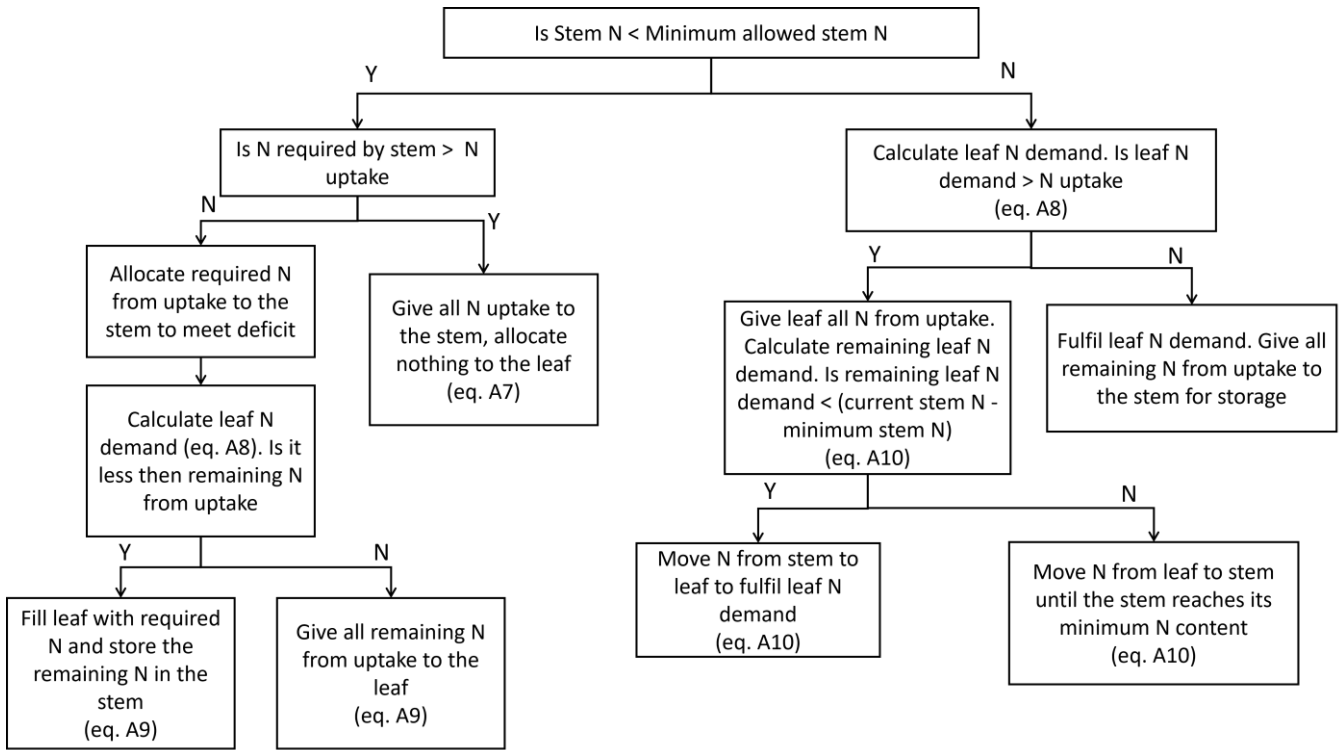 Is Stem N < Minimum allowed stem N
Y
N
Is N required by stem > N
uptake
Calculate leaf N demand. Is leaf N
demand > N uptake
(eq. A8)
N
Y
Y
N
Allocate required N
from uptake to the
stem to meet deficit
Give all N uptake to
the stem, allocate
nothing to the leaf
(eq. A7)
Give leaf all N from uptake.
Calculate remaining leaf N
demand. Is remaining leaf N
demand < (current stem N -
minimum stem N)
(eq. A10)
Fulfil leaf N demand. Give all
remaining N from uptake to
the stem for storage
Calculate leaf N
demand (eq. A8). Is it
less then remaining N
from uptake
Y
N
Y
N
Fill leaf with required
N and store the
remaining N in the
stem
(eq. A9)
Give all remaining N
from uptake to the
leaf
(eq. A9)
Move N from stem to
leaf to fulfil leaf N
demand
(eq. A10)
Move N from leaf to stem
until the stem reaches its
minimum N content
(eq. A10)